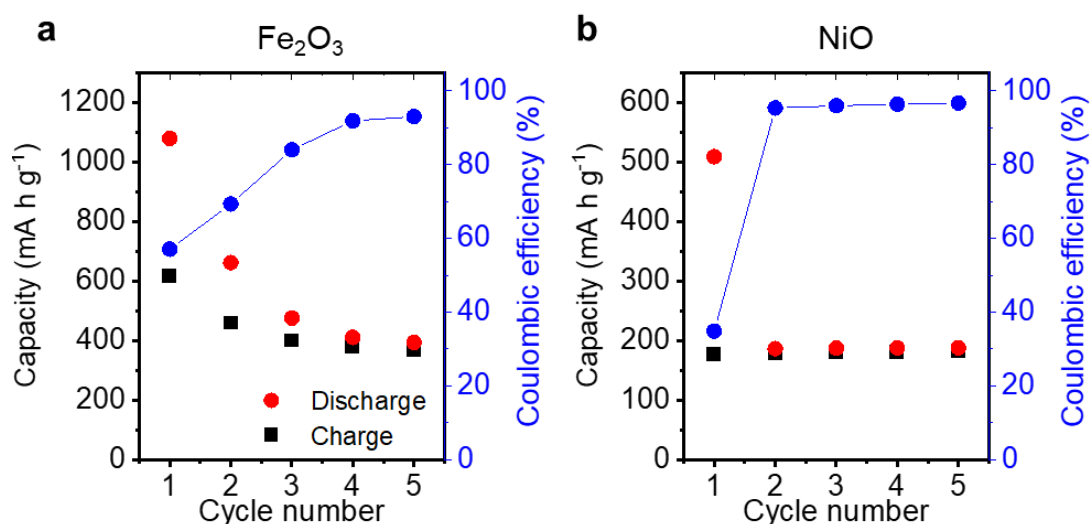 a
Fe₂O₃
Capacity (mA h g⁻¹)
1200
1000
800
600
400
200
0
100
80
60
40
20
0
Coulombic efficiency (%)
Discharge
Charge
1 2 3 4 5
Cycle number
b
NiO
Capacity (mA h g⁻¹)
600
500
400
300
200
100
0
100
80
60
40
20
0
Coulombic efficiency (%)
1 2 3 4 5
Cycle number